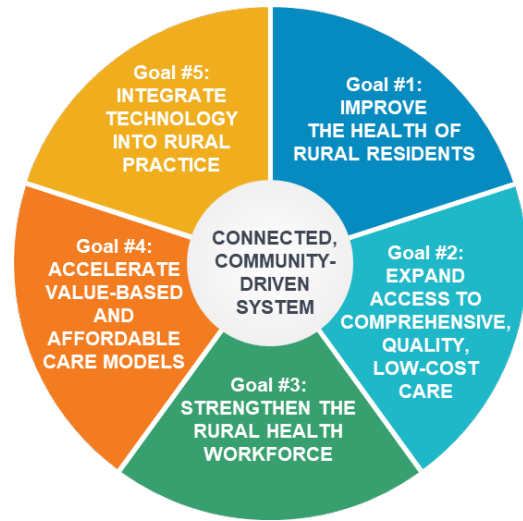 Goal #1:
IMPROVE
THE HEALTH OF
RURAL RESIDENTS
Goal #2:
EXPAND
ACCESS TO
COMPREHENSIVE,
QUALITY,
LOW-COST
CARE
Goal #3:
STRENGTHEN THE
RURAL HEALTH
WORKFORCE
Goal #4:
ACCELERATE
VALUE-BASED
AND
AFFORDABLE
CARE MODELS
Goal #5:
INTEGRATE
TECHNOLOGY
INTO RURAL
PRACTICE
CONNECTED,
COMMUNITY-
DRIVEN
SYSTEM